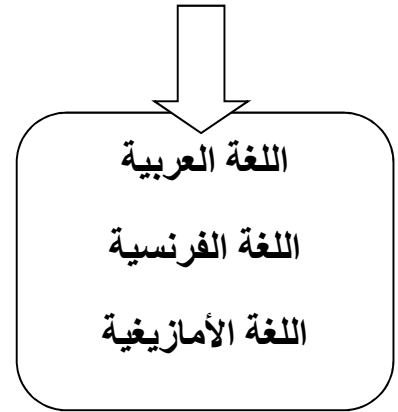 اللغة العربية
اللغة الفرنسية
اللغة الأمازيغية